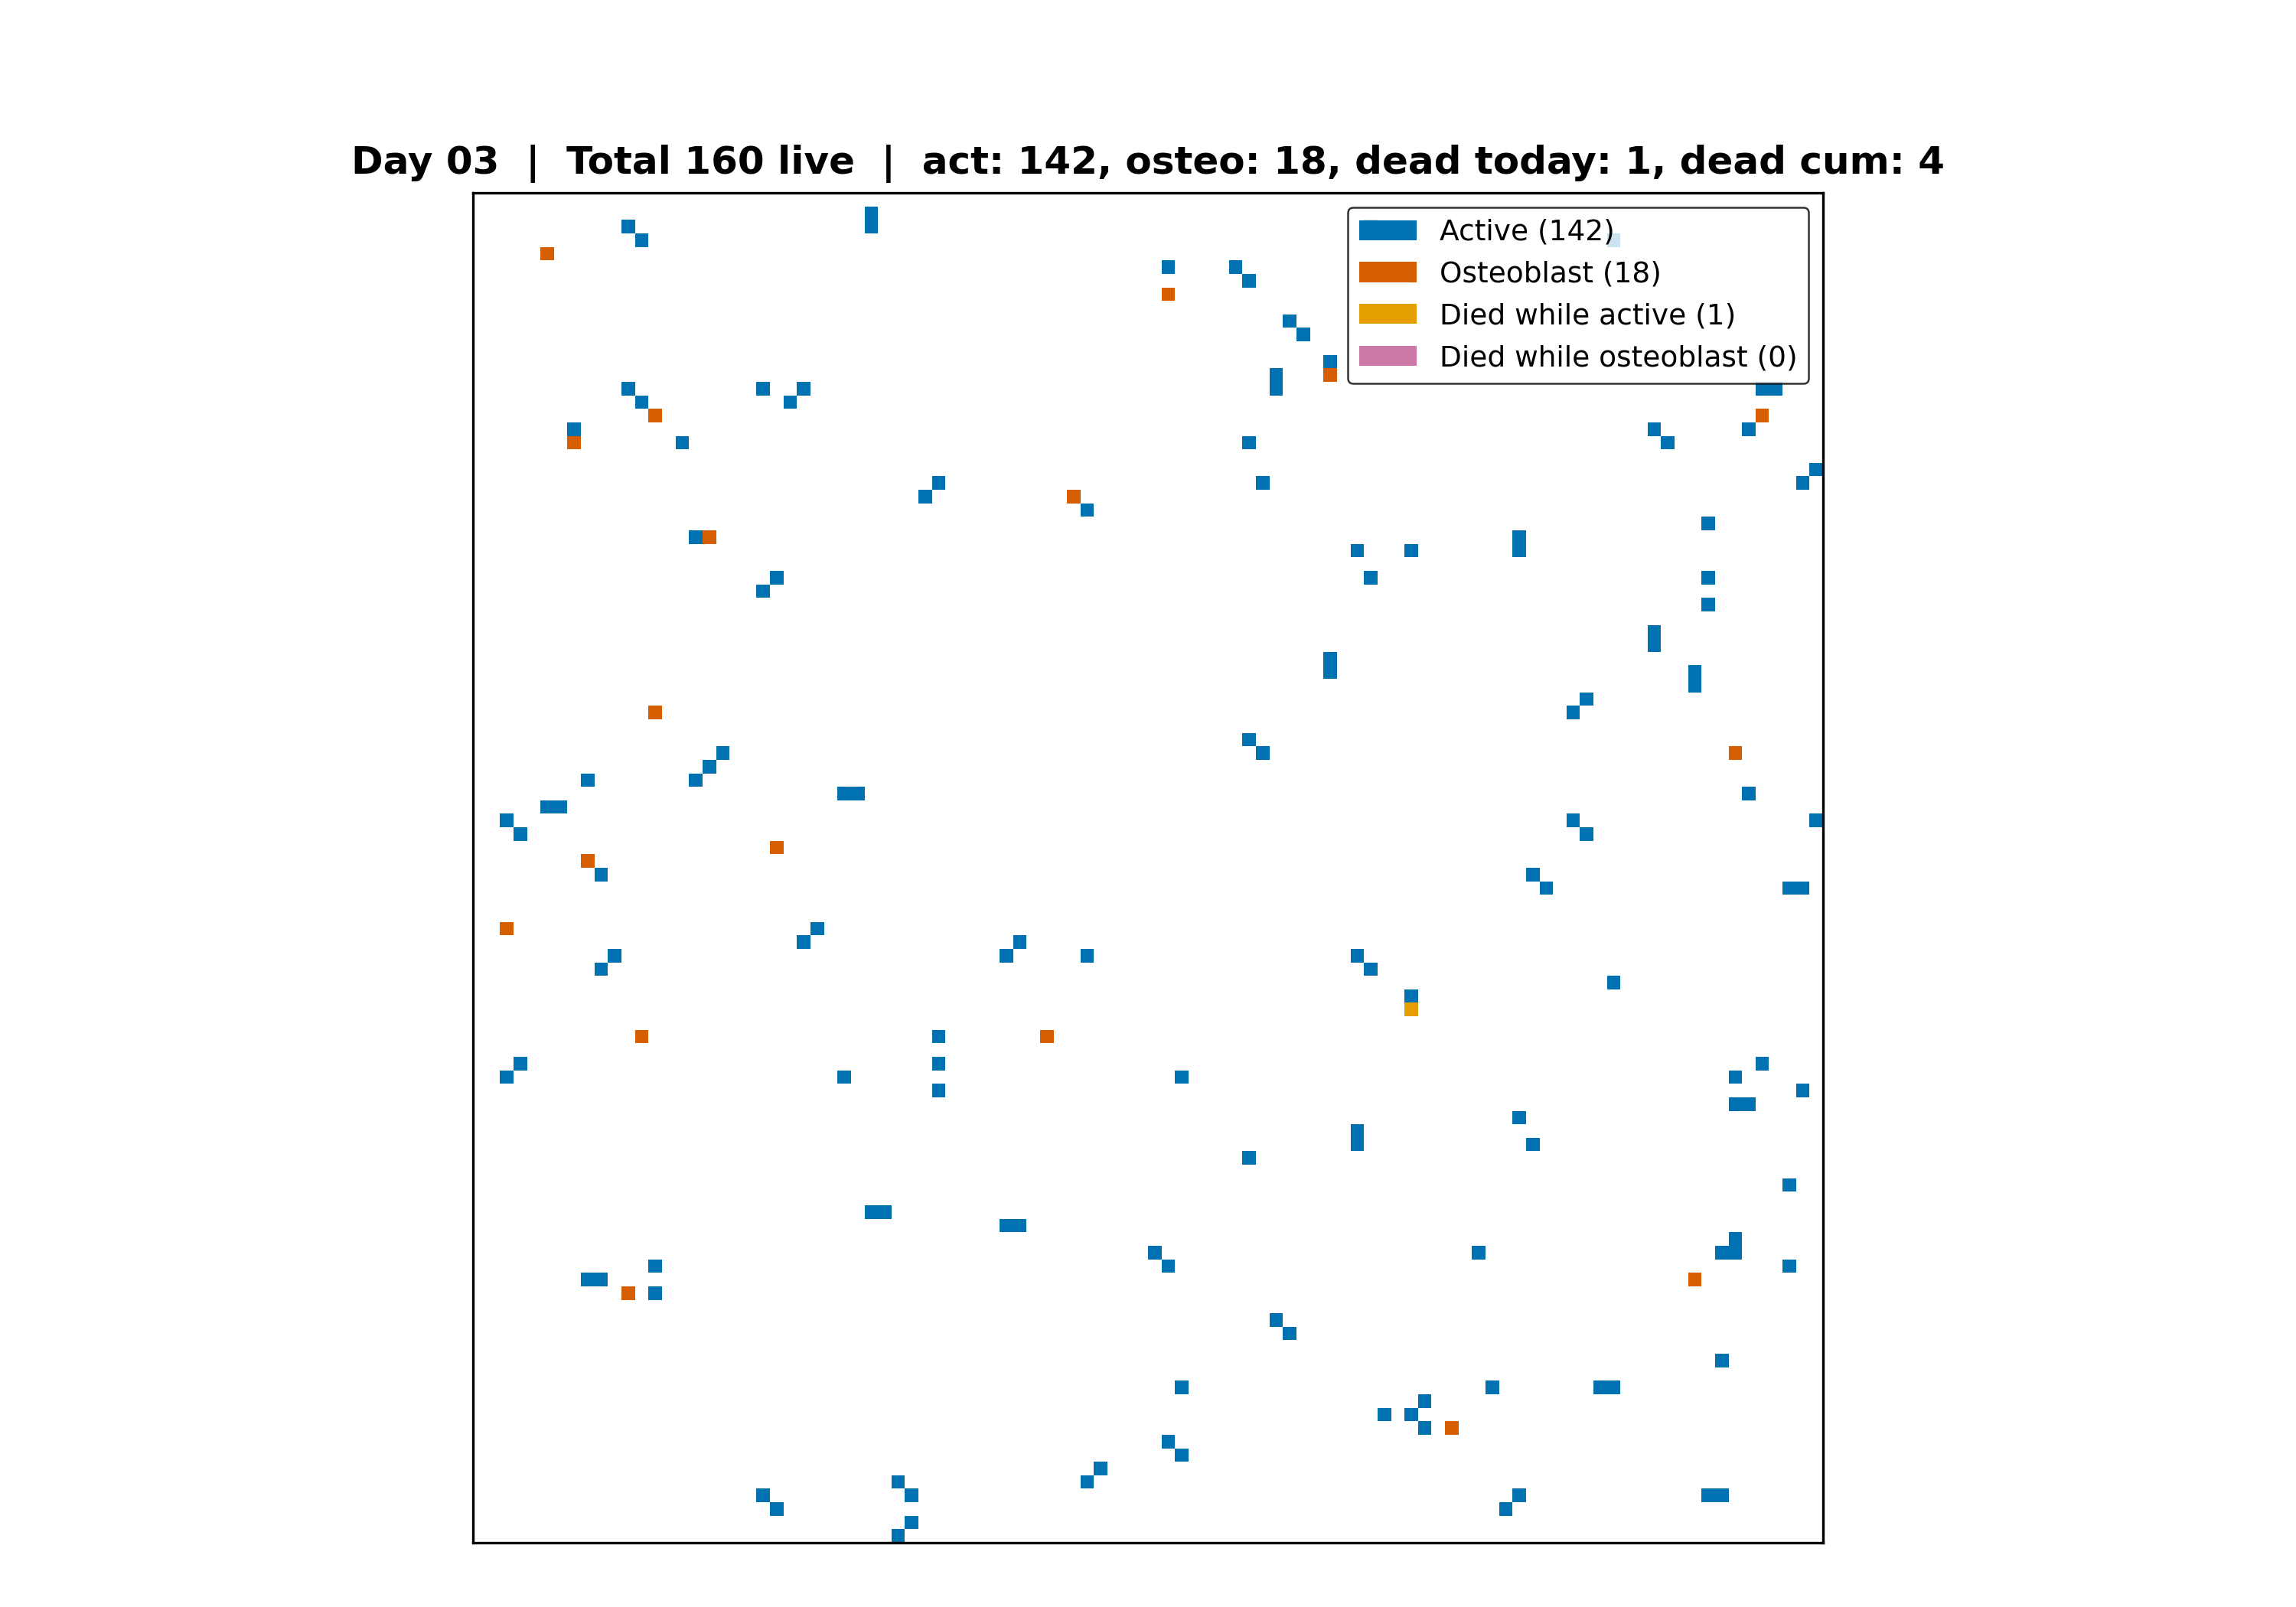 Day 03 | Total 160 live | act: 142, osteo: 18, dead today: 1, dead cum: 4
Active (142)
Osteoblast (18)
Died while active (1)
Died while osteoblast (0)